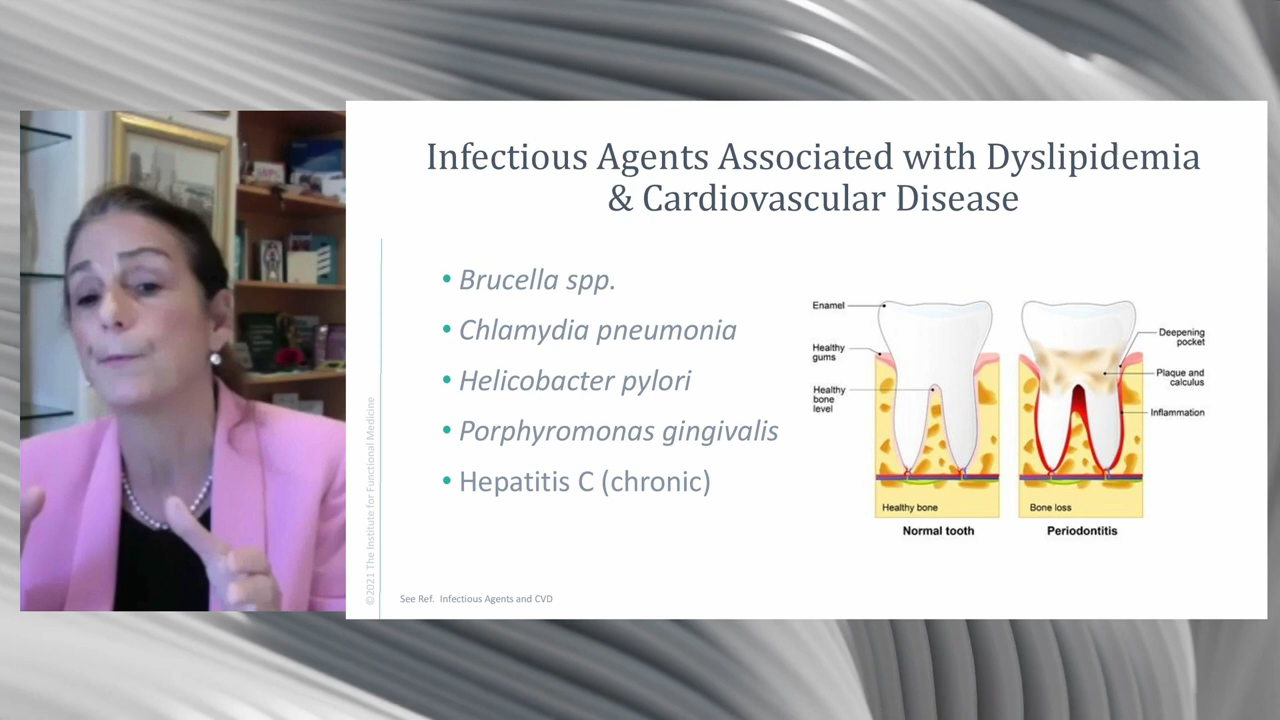 Infectious Agents Associated with Dyslipidemia
& Cardiovascular Disease
• Brucella spp.
• Chlamydia pneumonia
• Helicobacter pylori
• Porphyromonas gingivalis
• Hepatitis C (chronic)
Enamel
Healthy
gums
Healthy
bone
level
Healthy bone
Normal tooth
Deepening
pocket
Plaque and
calculus
Inflammation
Bone loss
Periodontitis
©2021 The Institute for Functional Medicine
See Ref. Infectious Agents and CVD